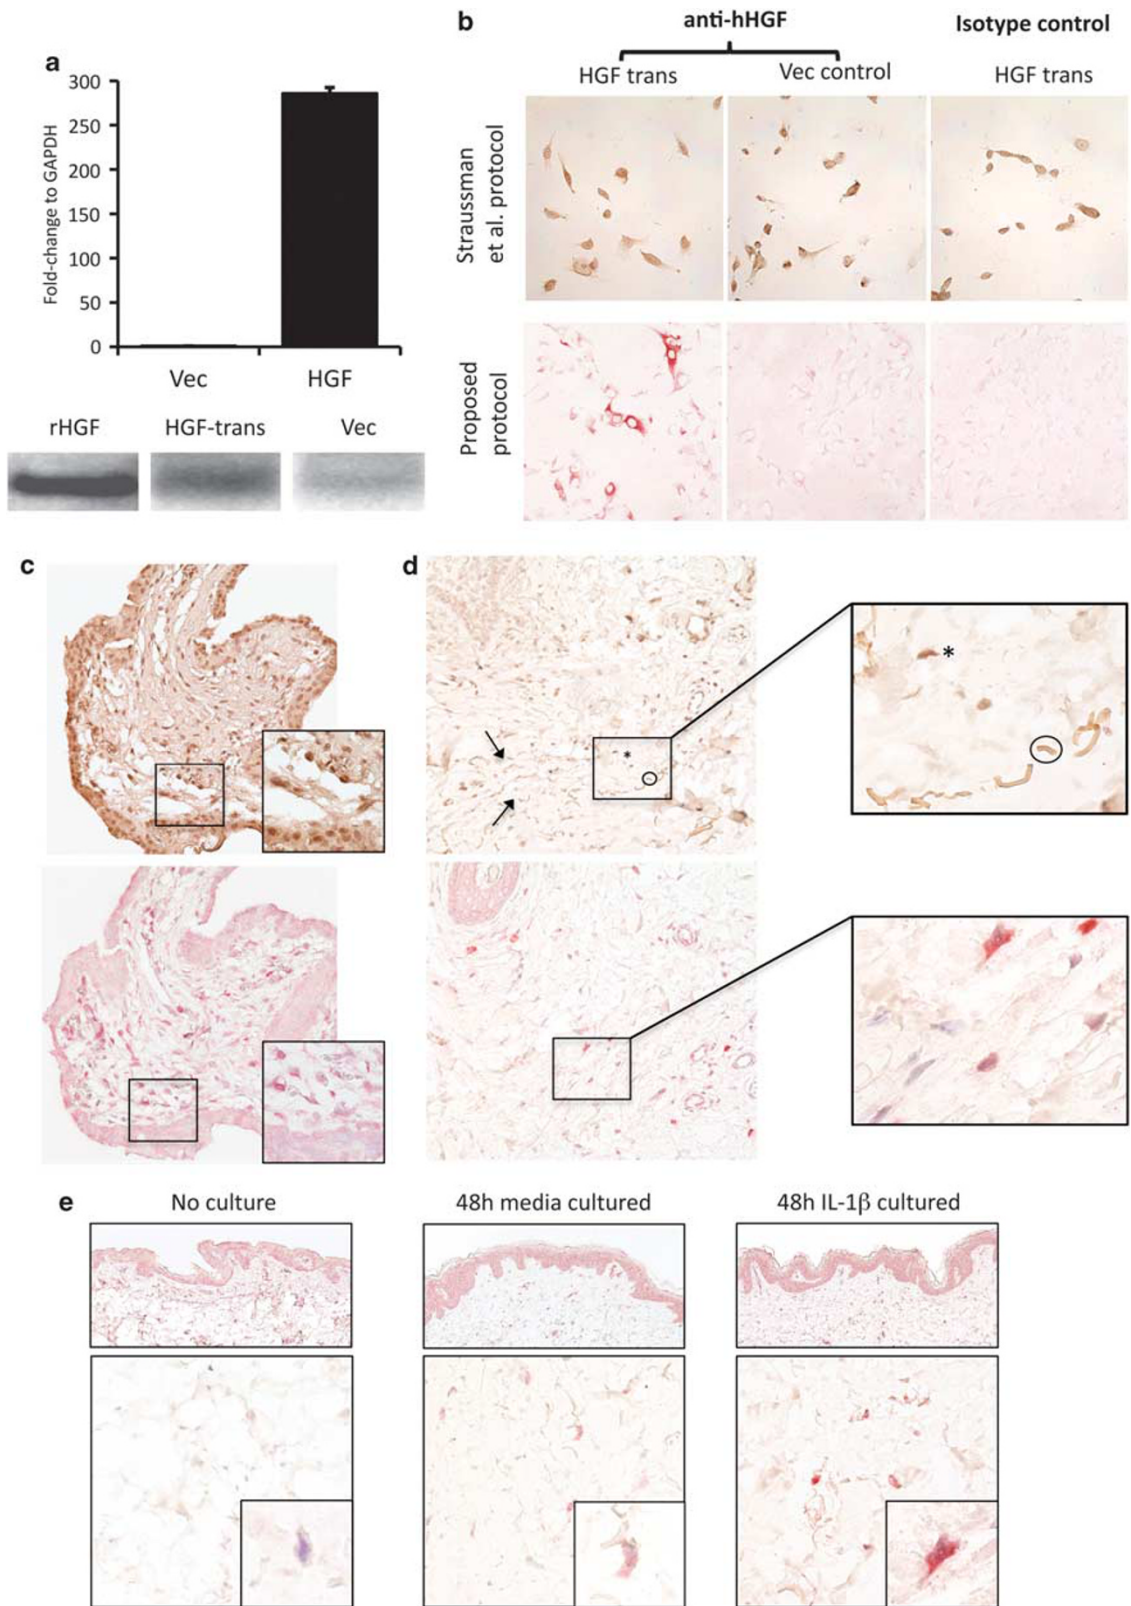 a
Fold-change to GAPDH
300
250
200
150
100
50
0
Vec
HGF
rHGF
HGF-trans
Vec
b
anti-hHGF
Isotype control
HGF trans
Vec control
HGF trans
Straussman
et al. protocol
Proposed
protocol
c
d
*
*
e
No culture
48h media cultured
48h IL-1β cultured